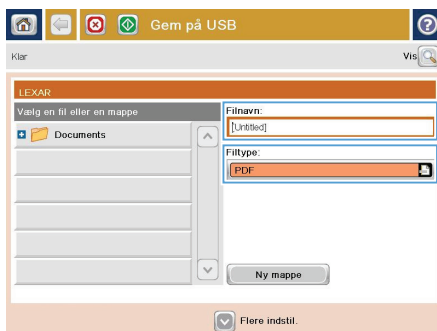 Gem på USB
Klar
Vis
LEXAR
Vælg en fil eller en mappe
Documents
Filnavn:
[Untitled]
Filtype:
PDF
Ny mappe
Flere indstil.